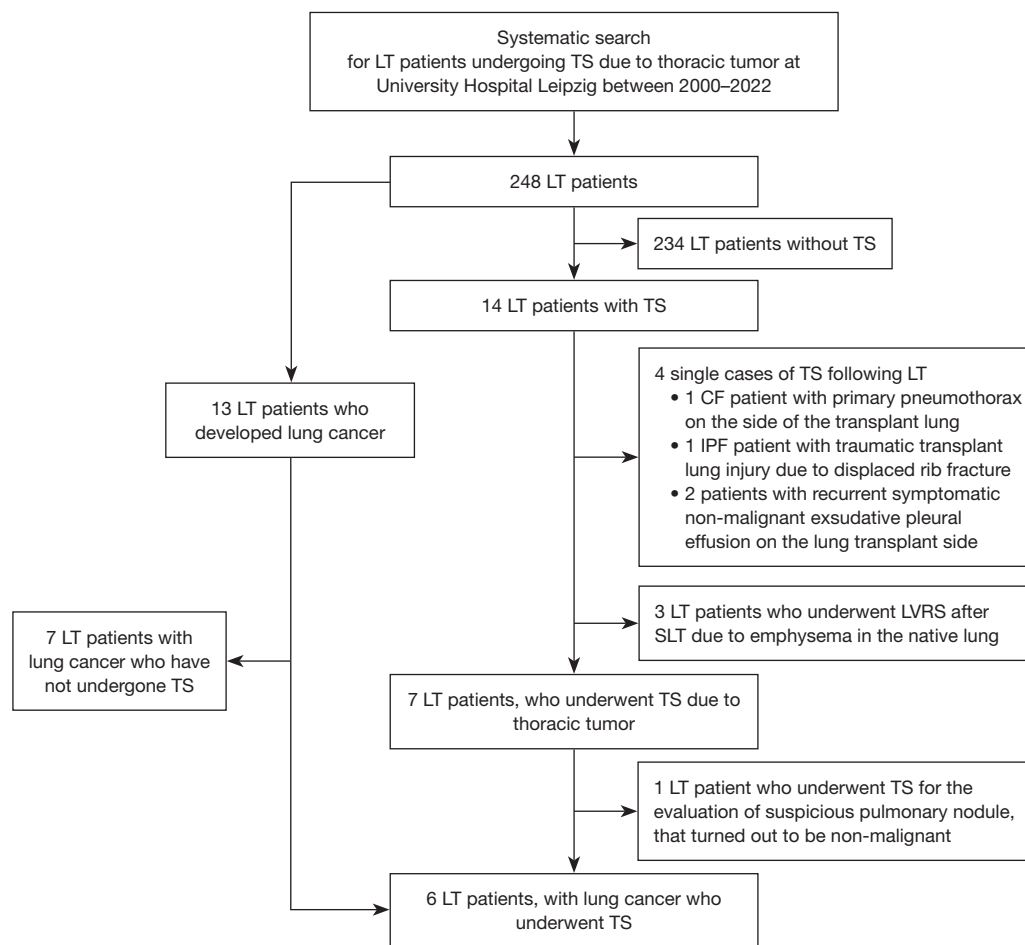 Systematic search
for LT patients undergoing TS due to thoracic tumor at
University Hospital Leipzig between 2000–2022
248 LT patients
234 LT patients without TS
14 LT patients with TS
4 single cases of TS following LT
• 1 CF patient with primary pneumothorax
on the side of the transplant lung
• 1 IPF patient with traumatic transplant
lung injury due to displaced rib fracture
• 2 patients with recurrent symptomatic
non-malignant exsudative pleural
effusion on the lung transplant side
13 LT patients who
developed lung cancer
3 LT patients who underwent LVRS after
SLT due to emphysema in the native lung
7 LT patients with
lung cancer who have
not undergone TS
7 LT patients, who underwent TS due to
thoracic tumor
1 LT patient who underwent TS for the
evaluation of suspicious pulmonary nodule,
that turned out to be non-malignant
6 LT patients, with lung cancer who
underwent TS